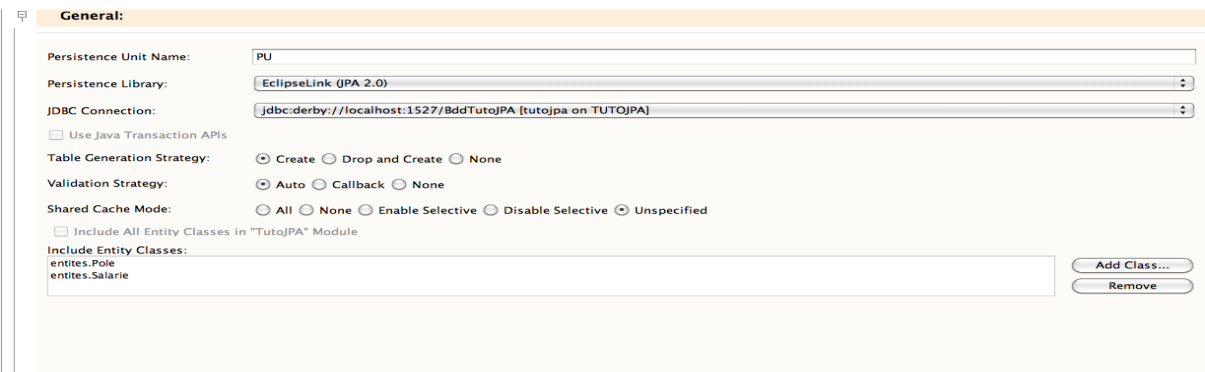 General:
Persistence Unit Name: PU
Persistence Library: EclipseLink (JPA 2.0)
JDBC Connection: jdbc:derby://localhost:1527/BddTutoJPA [tutojpa on TUTOJPA]
Use Java Transaction APIs
Table Generation Strategy: Create Drop and Create None
Validation Strategy: Auto Callback None
Shared Cache Mode: All None Enable Selective Disable Selective Unspecified
Include All Entity Classes in "TutoJPA" Module
Include Entity Classes:
entites.Pole
entites.Salarie
Add Class...
Remove